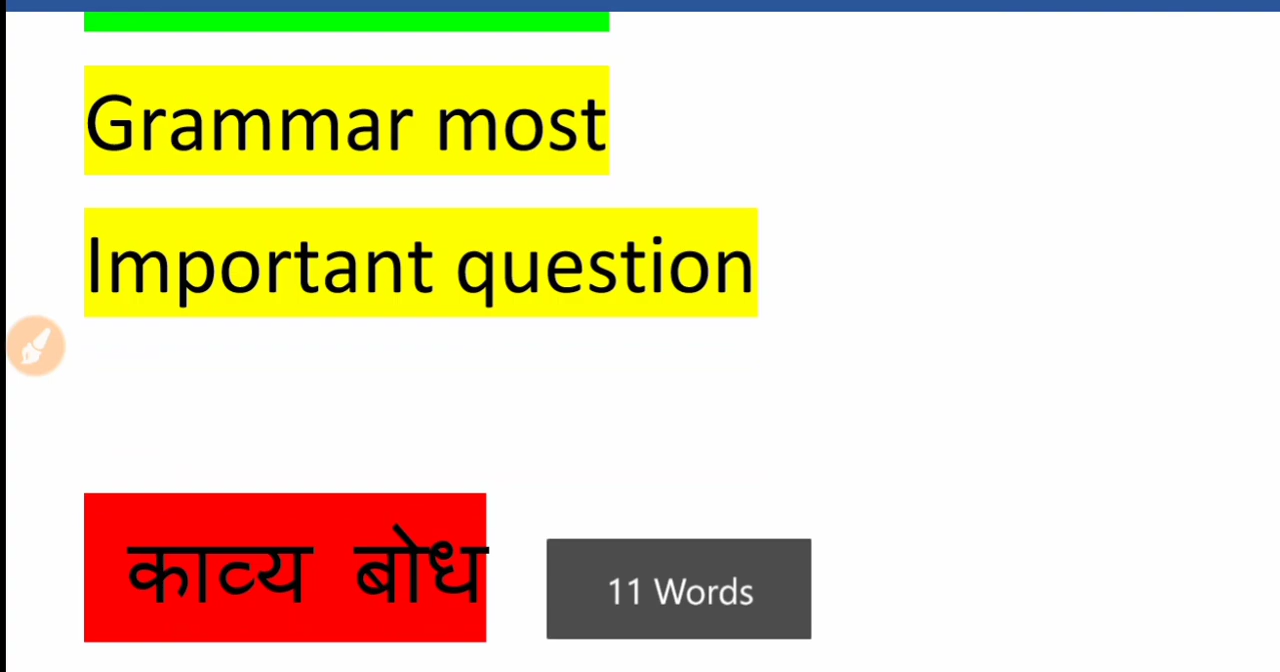 Grammar most
Important question
काव्य बोध
11 Words